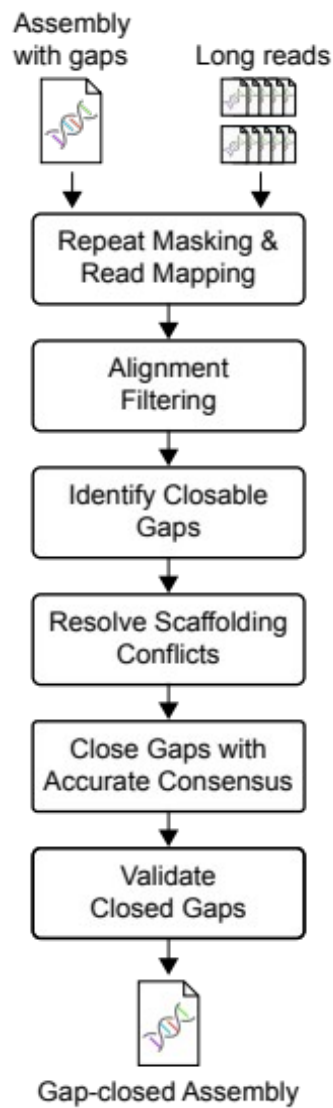 Assembly
with gaps
Long reads
Repeat Masking &
Read Mapping
Alignment
Filtering
Identify Closable
Gaps
Resolve Scaffolding
Conflicts
Close Gaps with
Accurate Consensus
Validate
Closed Gaps
Gap-closed Assembly